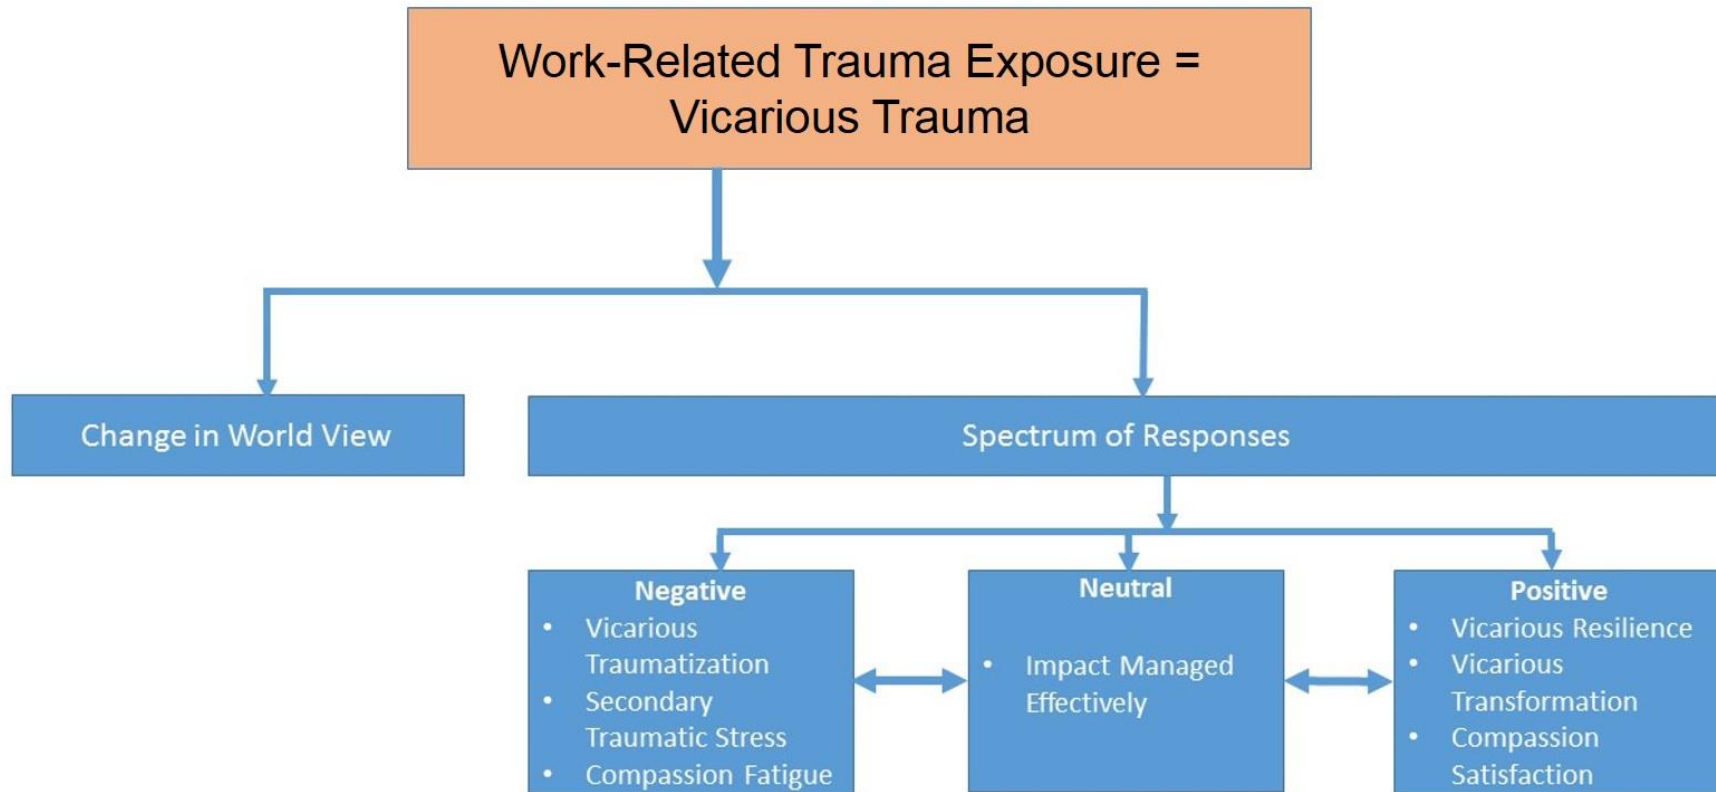 Work-Related Trauma Exposure =
Vicarious Trauma
Change in World View
Spectrum of Responses
Negative
• Vicarious
Traumatization
• Secondary
Traumatic Stress
• Compassion Fatigue
Neutral
• Impact Managed
Effectively
Positive
• Vicarious Resilience
• Vicarious
Transformation
• Compassion
Satisfaction